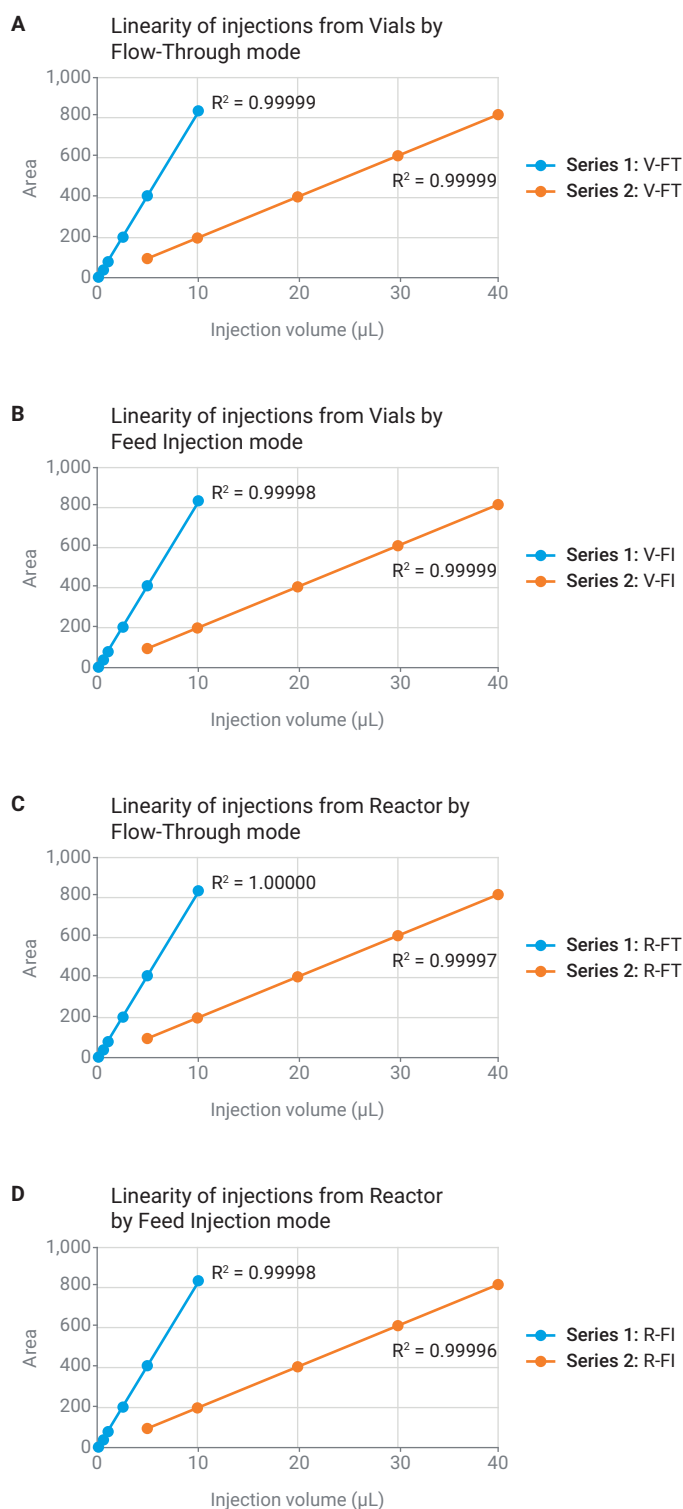 A
Linearity of injections from Vials by
Flow-Through mode
1,000
800
600
400
200
0
Area
R² = 0.99999
R² = 0.99999
0 10 20 30 40
Injection volume (µL)
Series 1: V-FT
Series 2: V-FT
B
Linearity of injections from Vials by
Feed Injection mode
1,000
800
600
400
200
0
Area
R² = 0.99998
R² = 0.99999
0 10 20 30 40
Injection volume (µL)
Series 1: V-FI
Series 2: V-FI
C
Linearity of injections from Reactor by
Flow-Through mode
1,000
800
600
400
200
0
Area
R² = 1.00000
R² = 0.99997
0 10 20 30 40
Injection volume (µL)
Series 1: R-FT
Series 2: R-FT
D
Linearity of injections from Reactor
by Feed Injection mode
1,000
800
600
400
200
0
Area
R² = 0.99998
R² = 0.99996
0 10 20 30 40
Injection volume (µL)
Series 1: R-FI
Series 2: R-FI